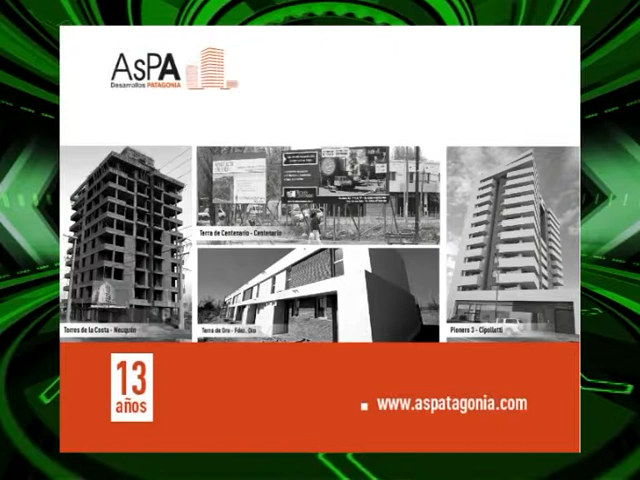 AsPA
Desarrollos PATAGONIA
Torres de la Costa - Neuquén
Terra de Centenario - Centenario
Terra de Oro - Fdez. Oro
Pionero 3 - Cipolletti
13
años
www.aspatagonia.com